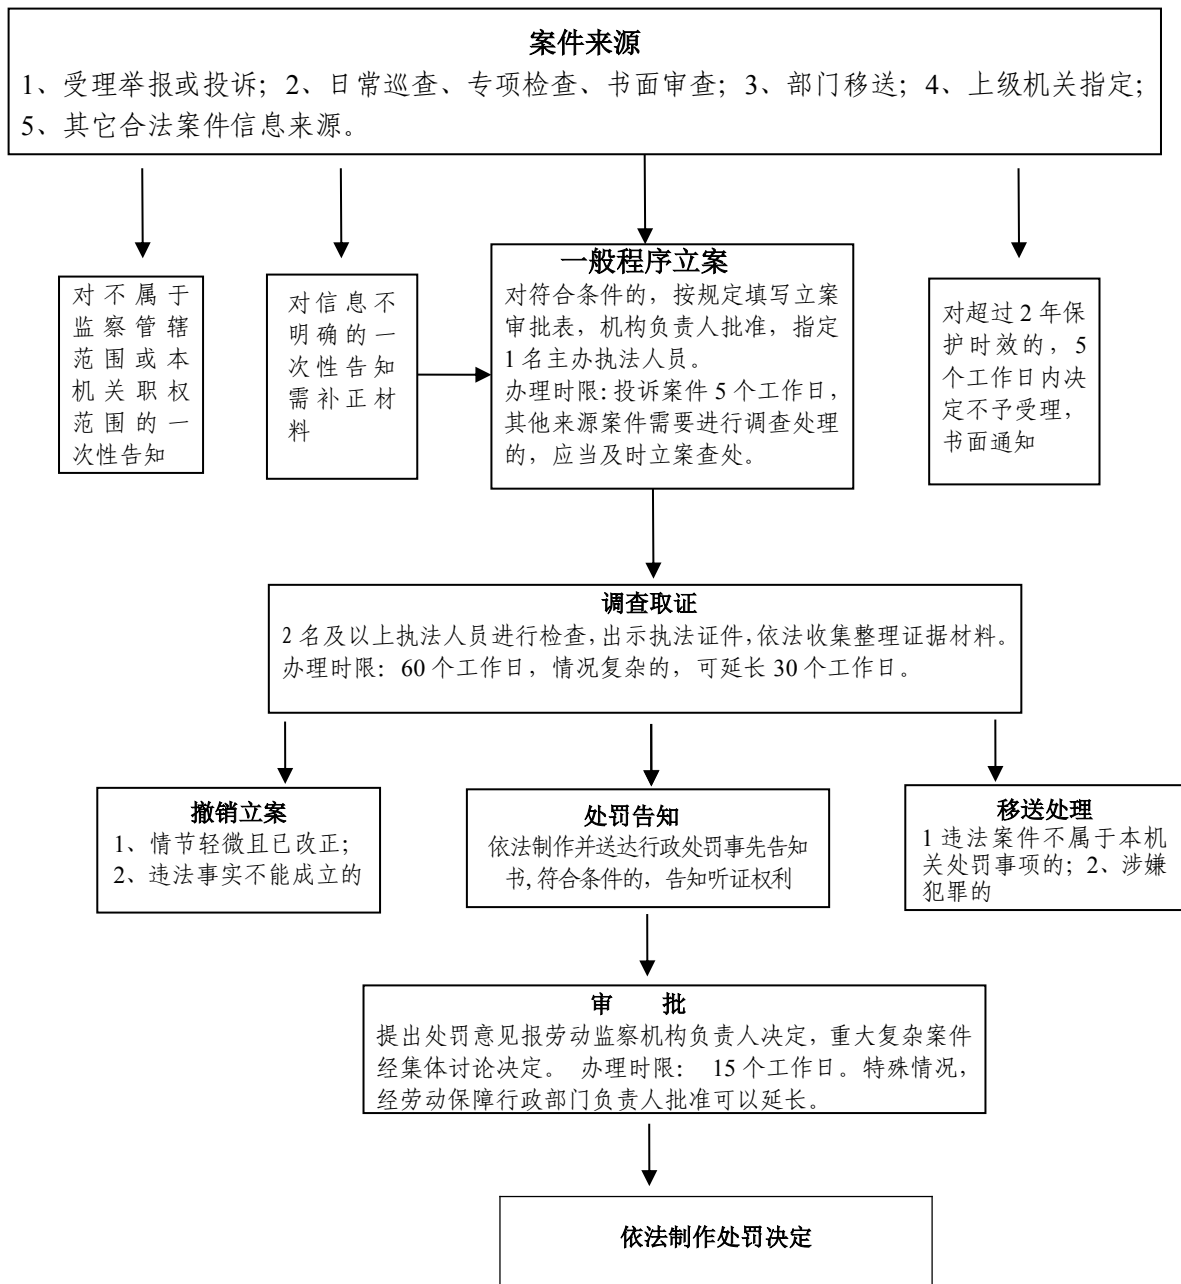 案件来源
1、受理举报或投诉；2、日常巡查、专项检查、书面审查；3、部门移送；4、上级机关指定；
5、其它合法案件信息来源。
对不属于
监察管辖
范围或本
机关职权
范围的一
次性告知
对信息不
明确的一
次性告知
需补正材
料
一般程序立案
对符合条件的，按规定填写立案
审批表，机构负责人批准，指定
1名主办执法人员。
办理时限：投诉案件 5 个工作日，
其他来源案件需要进行调查处理
的，应当及时立案查处。
对超过 2 年保
护时效的，5
个工作日内决
定不予受理，
书面通知
调查取证
2 名及以上执法人员进行检查，出示执法证件，依法收集整理证据材料。
办理时限：60 个工作日，情况复杂的，可延长 30 个工作日。
撤销立案
1、情节轻微且已改正；
2、违法事实不能成立的
处罚告知
依法制作并送达行政处罚事先告知
书，符合条件的，告知听证权利
移送处理
1 违法案件不属于本机
关处罚事项的；2、涉嫌
犯罪的
审 批
提出处罚意见报劳动监察机构负责人决定，重大复杂案件
经集体讨论决定。 办理时限： 15 个工作日。特殊情况，
经劳动保障行政部门负责人批准可以延长。
依法制作处罚决定